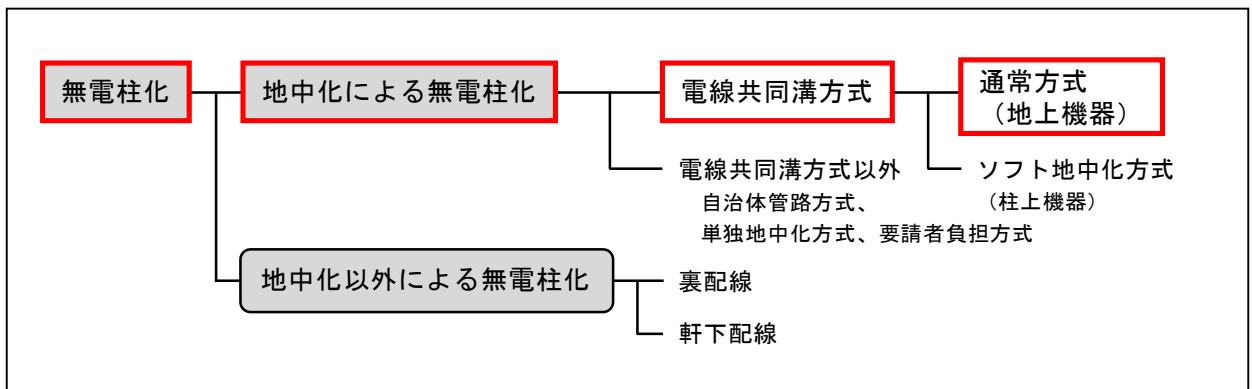 無電柱化
地中化による無電柱化
電線共同溝方式
通常方式
（地上機器）
電線共同溝方式以外
自治体管路方式、
単独地中化方式、要請者負担方式
ソフト地中化方式
（柱上機器）
地中化以外による無電柱化
裏配線
軒下配線